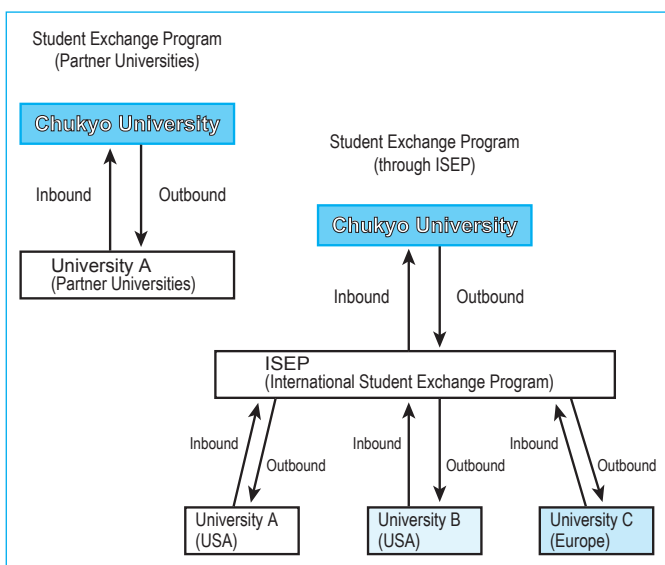 Student Exchange Program
(Partner Universities)
Chukyo University
Inbound
Outbound
University A
(Partner Universities)
Student Exchange Program
(through ISEP)
Chukyo University
Inbound
Outbound
ISEP
(International Student Exchange Program)
Inbound
Outbound
Inbound
Outbound
Inbound
Outbound
University A
(USA)
University B
(USA)
University C
(Europe)